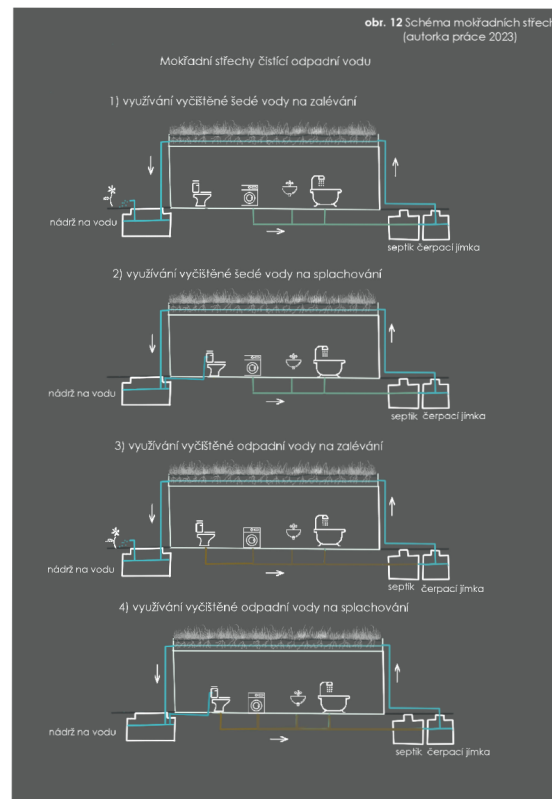 obr. 12 Schéma mokřadních střech
(autorka práce 2023)
Mokřadní střechy čistící odpadní vodu
1) využívání vyčištěné šedé vody na zalévání
nádrž na vodu
septik čerpací jímka
2) využívání vyčištěné šedé vody na splachování
nádrž na vodu
septik čerpací jímka
3) využívání vyčištěné odpadní vody na zalévání
nádrž na vodu
septik čerpací jímka
4) využívání vyčištěné odpadní vody na splachování
nádrž na vodu
septik čerpací jímka